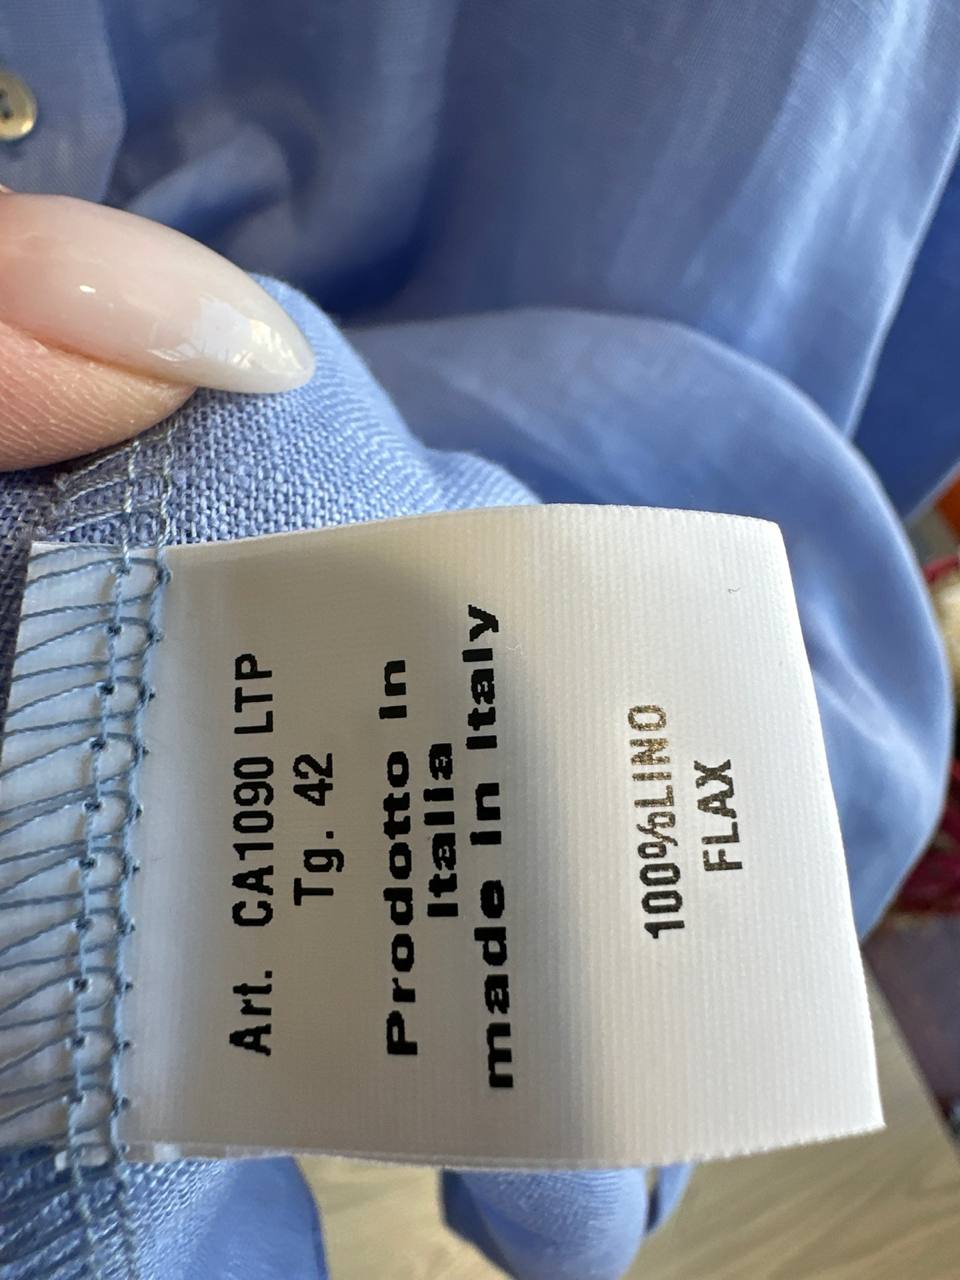 Art. CA1090 LTP
Tg. 42
Prodotto in
Italia
made in Italy
100%LINO
FLAX